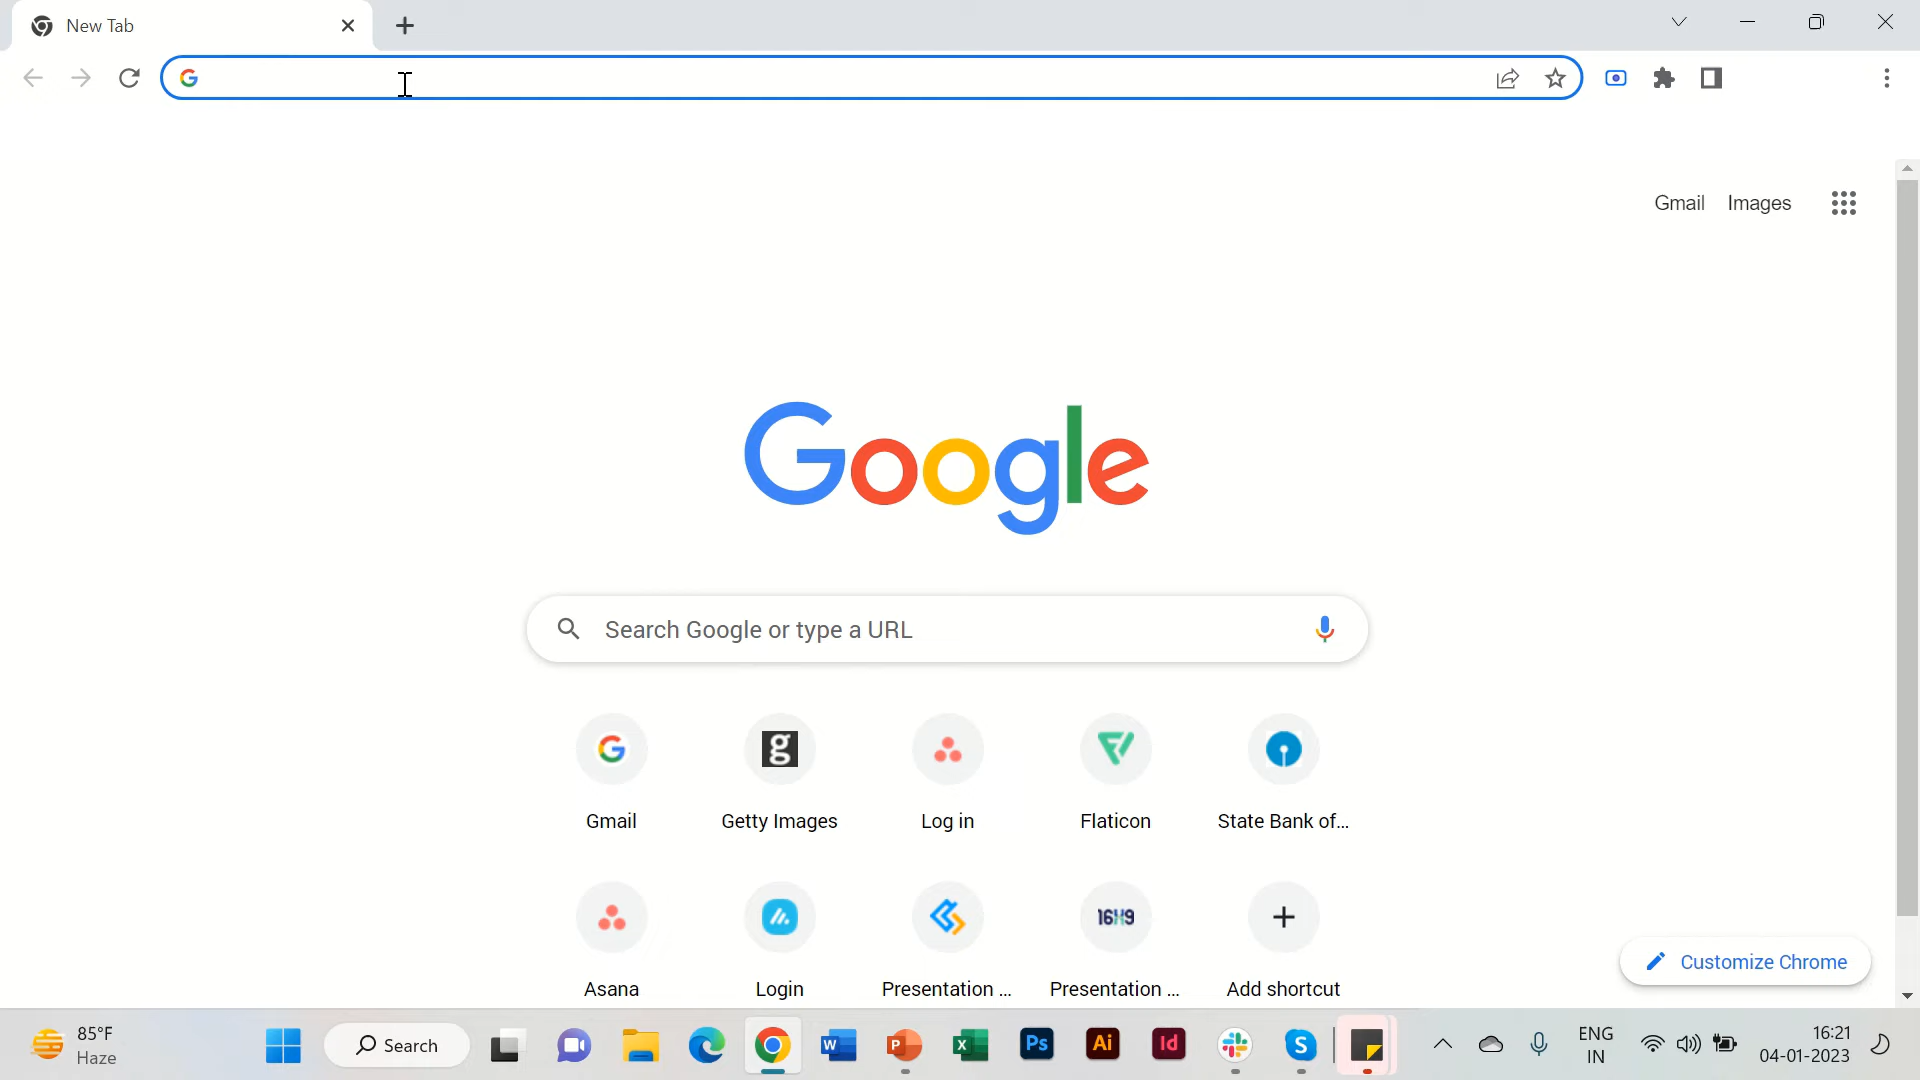 New Tab
Gmail Images
Google
Search Google or type a URL
Gmail
Getty Images
Log in
Flaticon
State Bank of...
16X9
Asana
Login
Presentation ...
Presentation ...
Add shortcut
Customize Chrome
85°F
Haze
Search
ENG
IN
16:21
04-01-2023